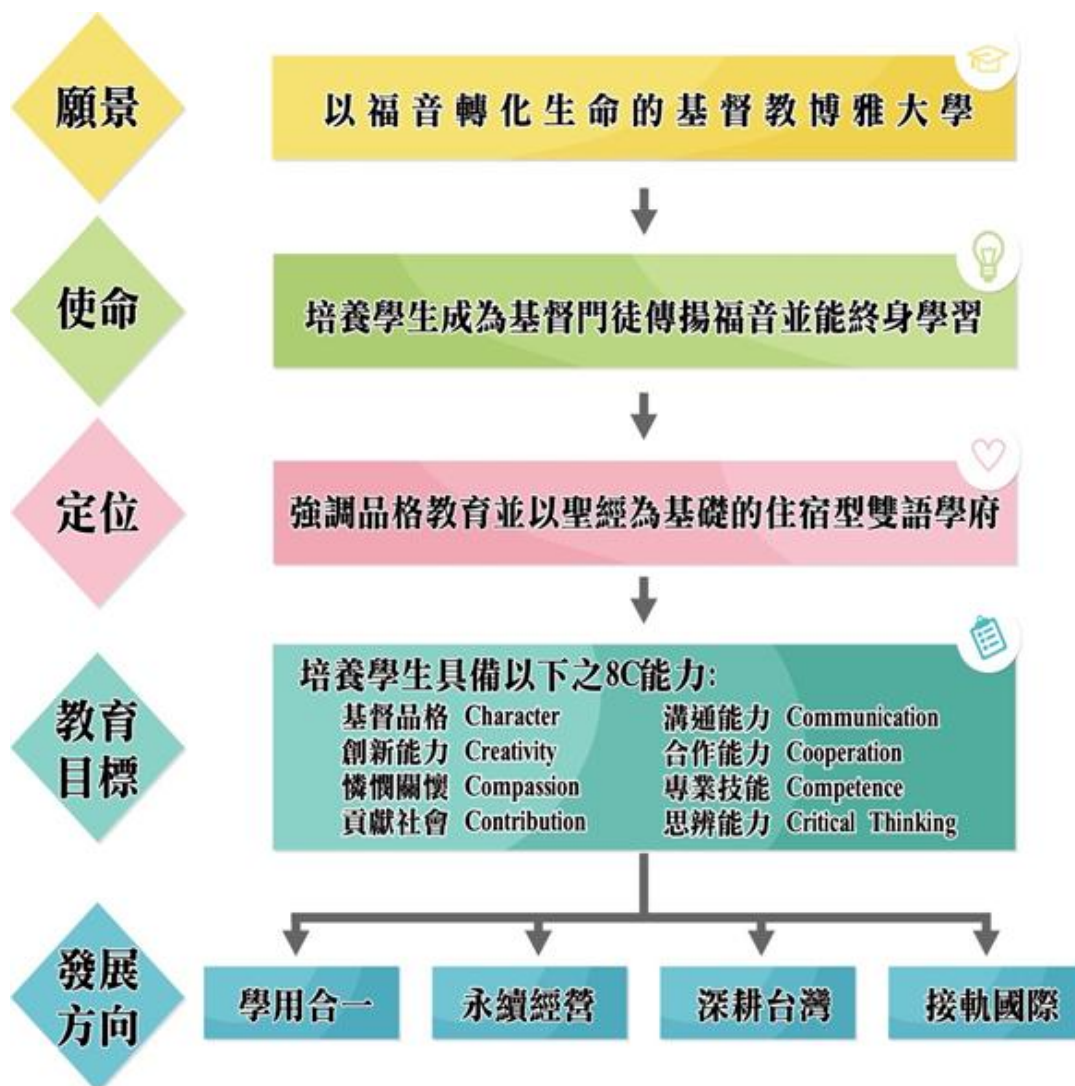 願景
以福音轉化生命的基督教博雅大學
使命
培養學生成為基督門徒傳揚福音並能終身學習
定位
強調品格教育並以聖經為基礎的住宿型雙語學府
教育
目標
培養學生具備以下之8C能力:
基督品格 Character
溝通能力 Communication
創新能力 Creativity
合作能力 Cooperation
憐憫關懷 Compassion
專業技能 Competence
貢獻社會 Contribution
思辨能力 Critical Thinking
發展
方向
學用合一
永續經營
深耕台灣
接軌國際